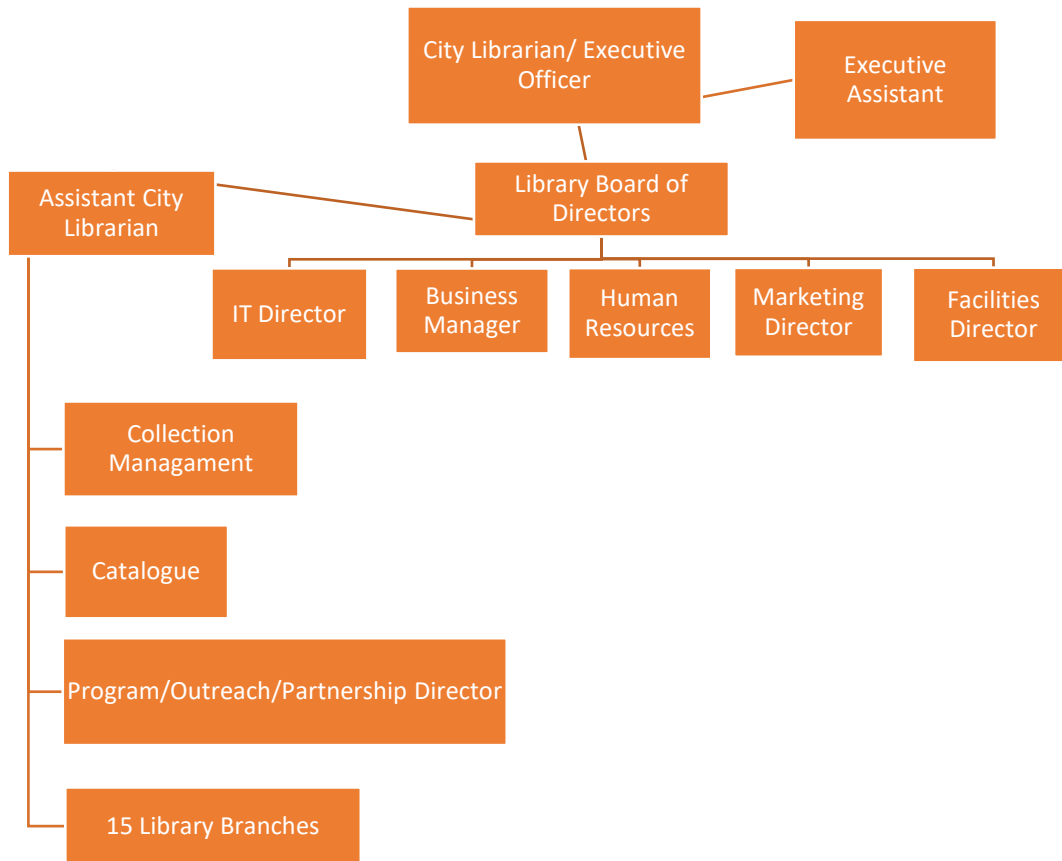 City Librarian/ Executive
Officer
Executive
Assistant
Assistant City
Librarian
Library Board of
Directors
IT Director
Business
Manager
Human
Resources
Marketing
Director
Facilities
Director
Collection
Managament
Catalogue
Program/Outreach/Partnership Director
15 Library Branches